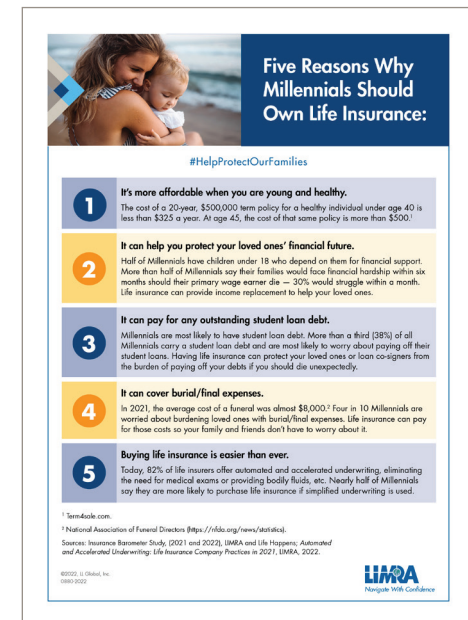 Five Reasons Why
Millennials Should
Own Life Insurance:
#HelpProtectOurFamilies
1
It's more affordable when you are young and healthy.
The cost of a 20-year, $500,000 term policy for a healthy individual under age 40 is
less than $325 a year. At age 45, the cost of that same policy is more than $500.¹
2
It can help you protect your loved ones' financial future.
Half of Millennials have children under 18 who depend on them for financial support.
More than half of Millennials say their families would face financial hardship within six
months should their primary wage earner die — 30% would struggle within a month.
Life insurance can provide income replacement to help your loved ones.
3
It can pay for any outstanding student loan debt.
Millennials are most likely to have student loan debt. More than a third (38%) of all
Millennials carry a student loan debt and are most likely to worry about paying off their
student loans. Having life insurance can protect your loved ones or loan co-signers from
the burden of paying off your debts if you should die unexpectedly.
4
It can cover burial/final expenses.
In 2021, the average cost of a funeral was almost $8,000.² Four in 10 Millennials are
worried about burdening loved ones with burial/final expenses. Life insurance can pay
for those costs so your family and friends don't have to worry about it.
5
Buying life insurance is easier than ever.
Today, 82% of life insurers offer automated and accelerated underwriting, eliminating
the need for medical exams or providing bodily fluids, etc. Nearly half of Millennials
say they are more likely to purchase life insurance if simplified underwriting is used.
¹ Term4sale.com.
² National Association of Funeral Directors (https://nfda.org/news/statistics).
Sources: Insurance Barometer Study, (2021 and 2022), LIMRA and Life Happens; Automated
and Accelerated Underwriting: Life Insurance Company Practices in 2021, LIMRA, 2022.
©2022, LL Global, Inc.
LIMRA
Navigate With Confidence